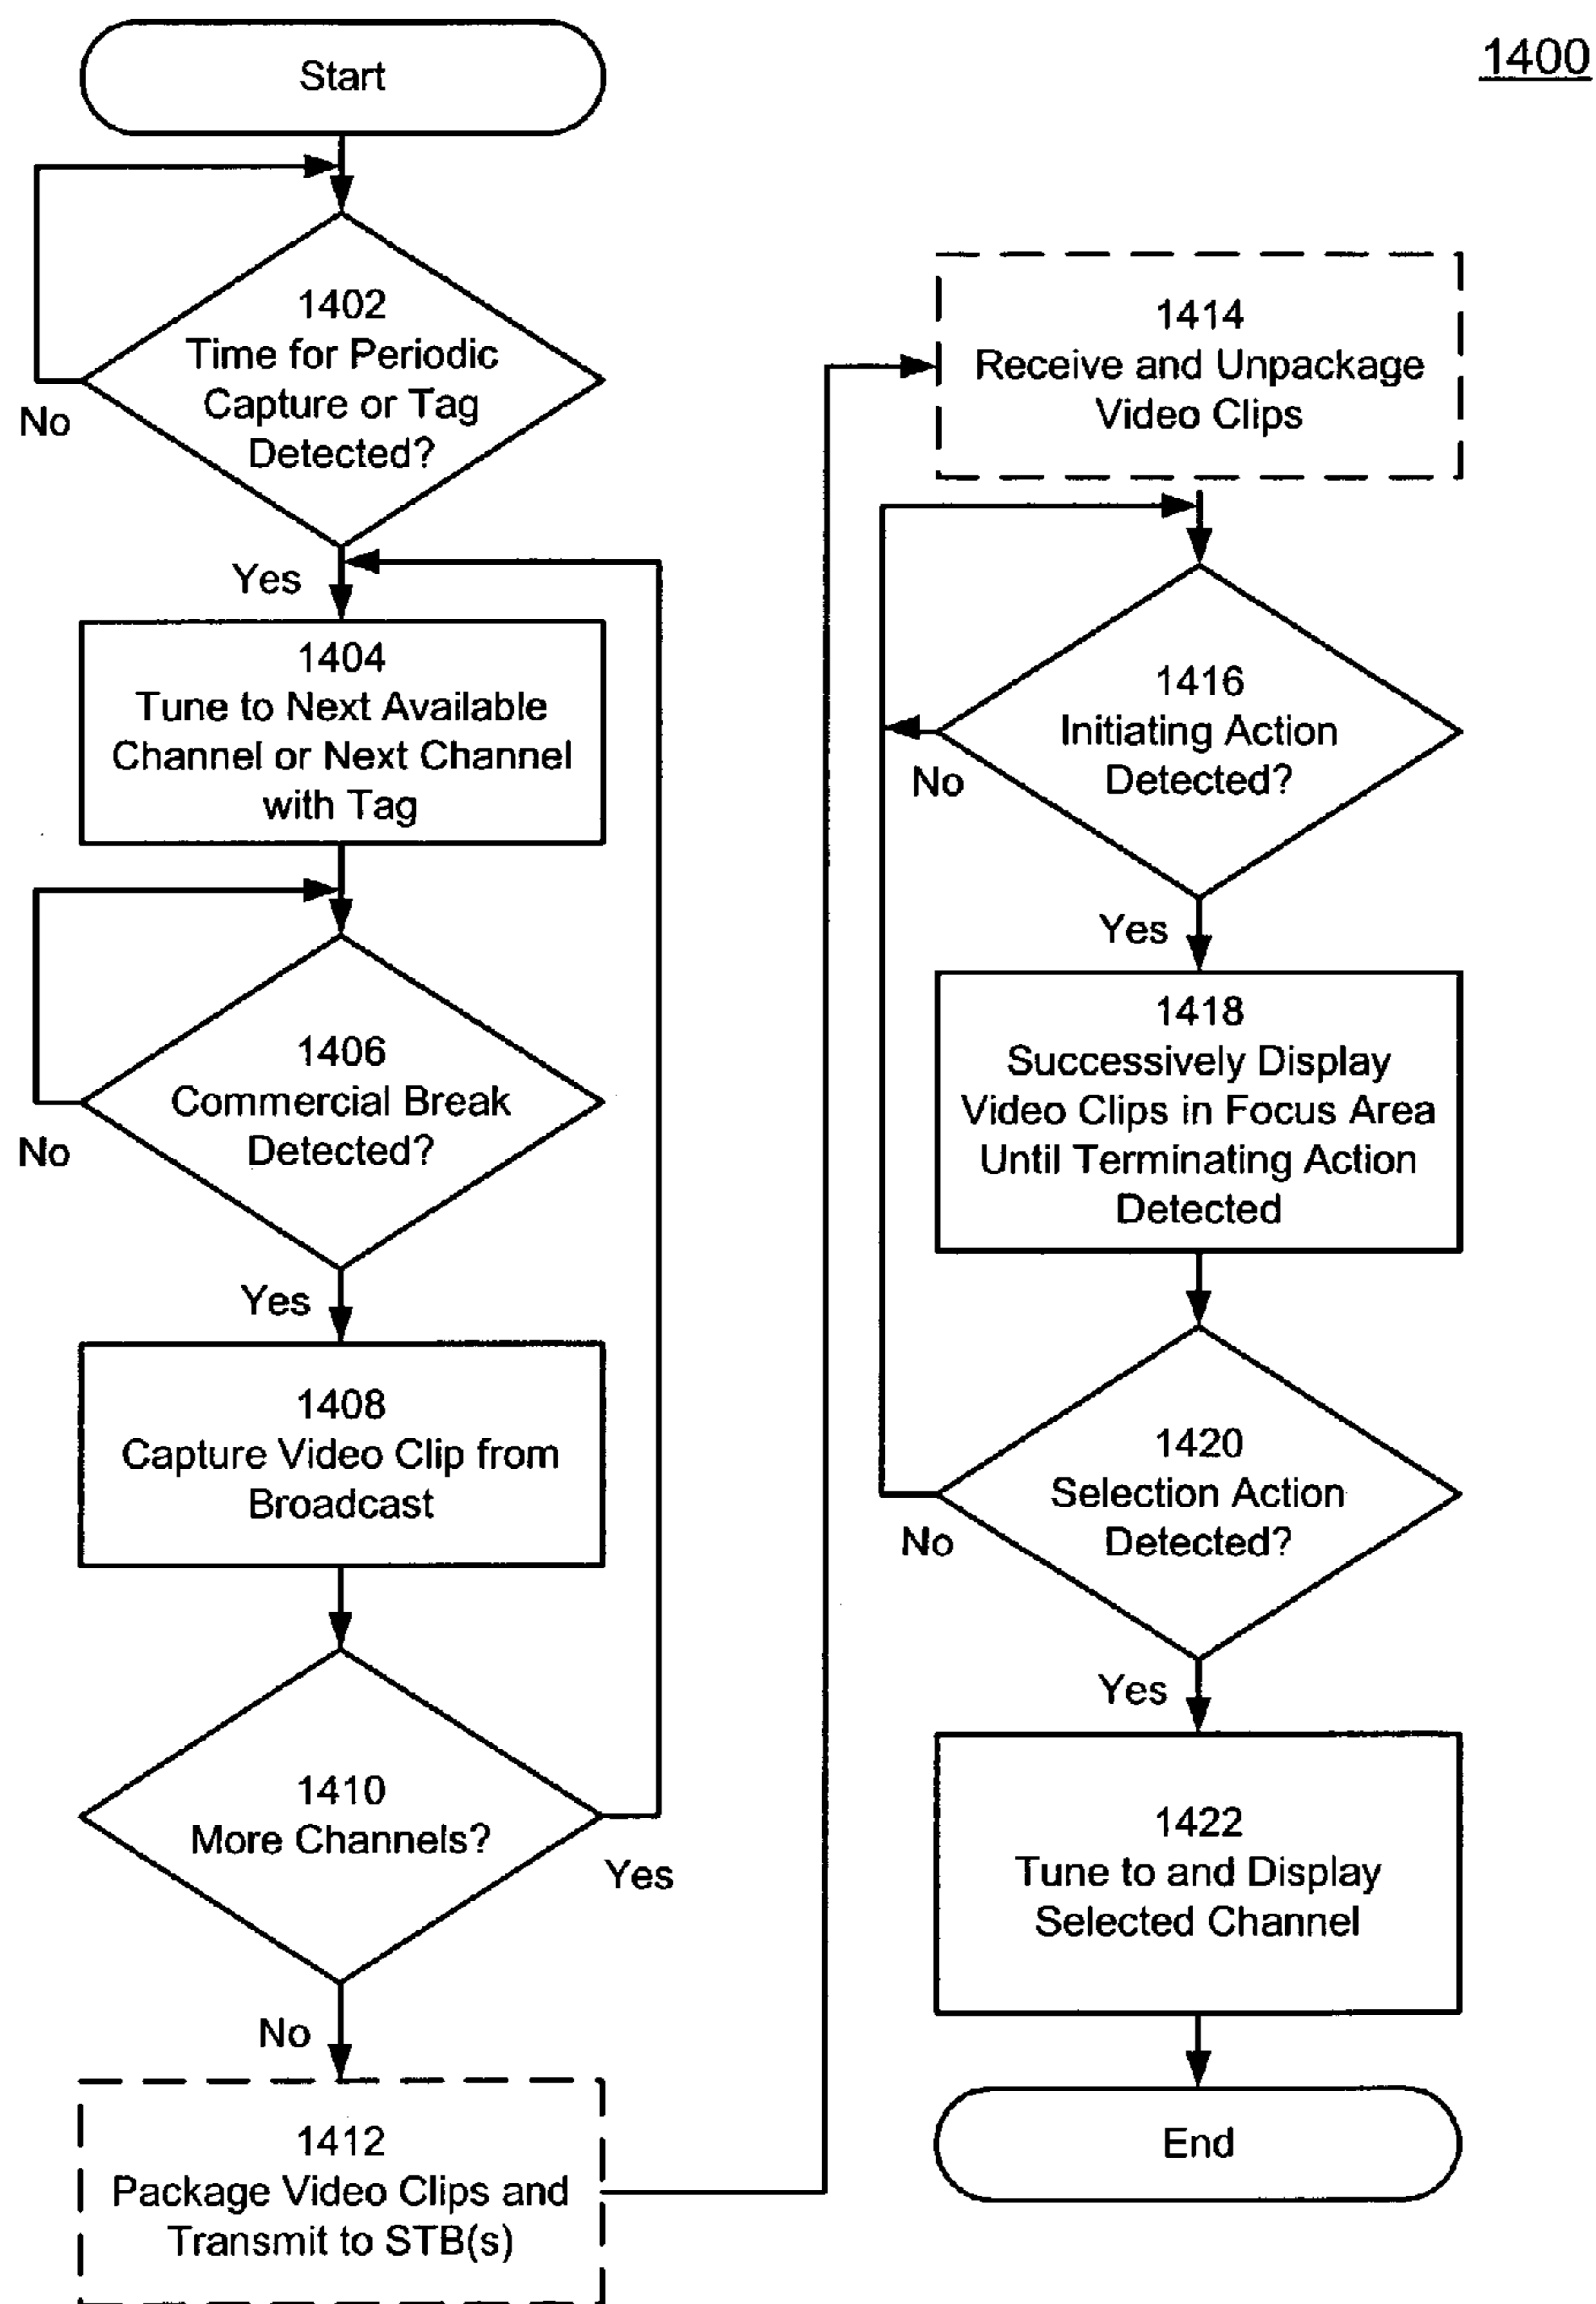 1400
Start
1402
Time for Periodic
Capture or Tag
Detected?
No
Yes
1404
Tune to Next Available
Channel or Next Channel
with Tag
1406
Commercial Break
Detected?
No
Yes
1408
Capture Video Clip from
Broadcast
1410
More Channels?
Yes
No
1412
Package Video Clips and
Transmit to STB(s)
1414
Receive and Unpackage
Video Clips
1416
Initiating Action
Detected?
No
Yes
1418
Successively Display
Video Clips in Focus Area
Until Terminating Action
Detected
1420
Selection Action
Detected?
No
Yes
1422
Tune to and Display
Selected Channel
End